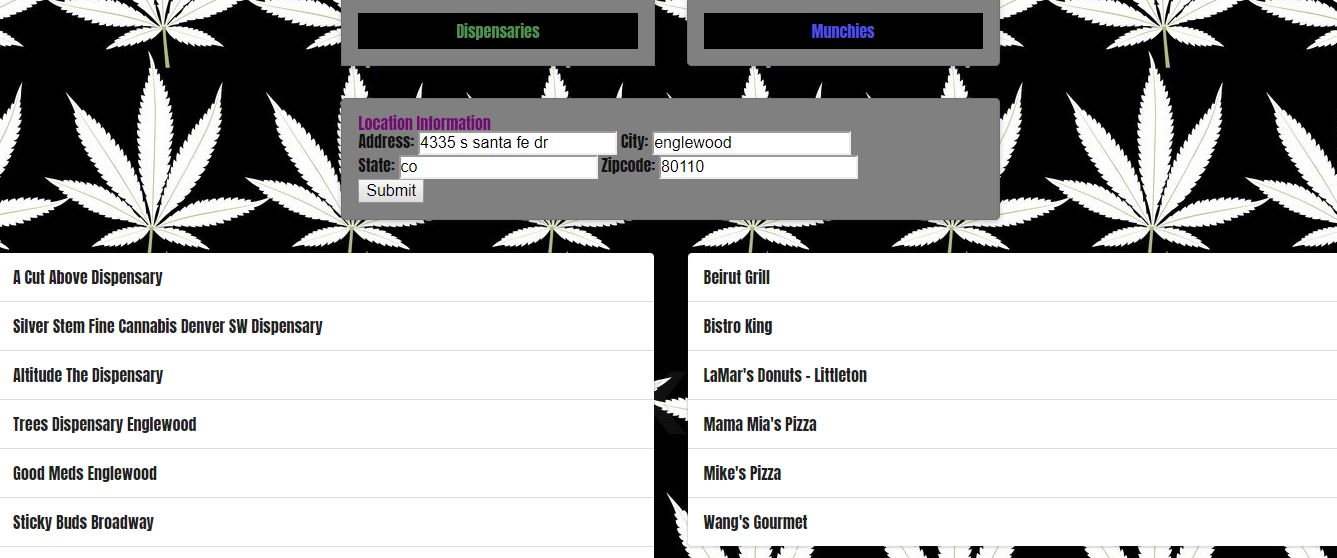 Dispensaries
Munchies
Location Information
Address: 4335 s santa fe dr City: englewood
State: co Zipcode: 80110
Submit
A Cut Above Dispensary
Silver Stem Fine Cannabis Denver SW Dispensary
Altitude The Dispensary
Trees Dispensary Englewood
Good Meds Englewood
Sticky Buds Broadway
Beirut Grill
Bistro King
LaMar's Donuts - Littleton
Mama Mia's Pizza
Mike's Pizza
Wang's Gourmet